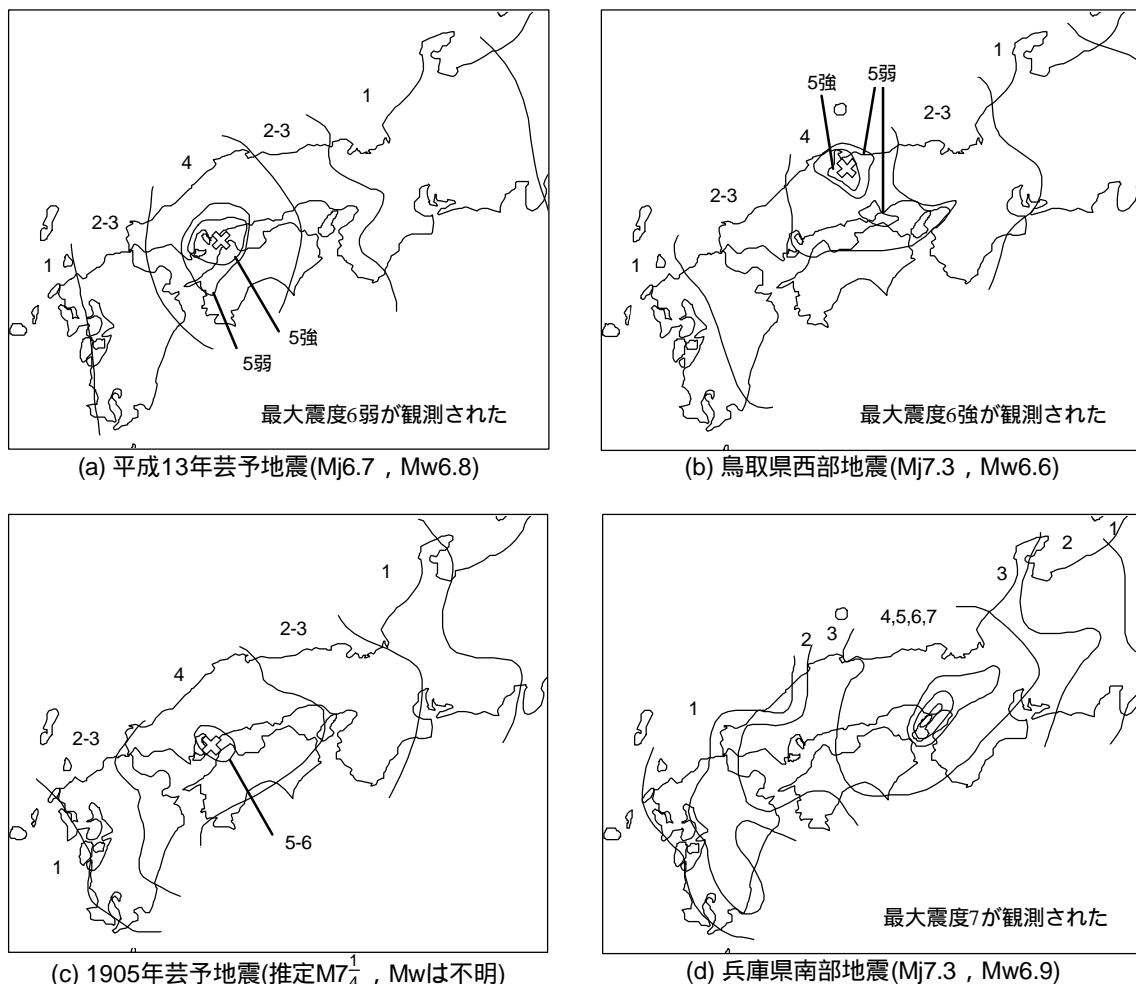 1
2-3
4
2-3
1
5強
5弱
最大震度6弱が観測された
(a) 平成13年芸予地震(Mj6.7 , Mw6.8)
1
5強
5弱
2-3
4
2-3
1
最大震度6強が観測された
(b) 鳥取県西部地震(Mj7.3 , Mw6.6)
1
2-3
4
2-3
1
5-6
(c) 1905年芸予地震(推定M7 1/4 , Mwは不明)
1
2
3
4,5,6,7
3
2
1
最大震度7が観測された
(d) 兵庫県南部地震(Mj7.3 , Mw6.9)